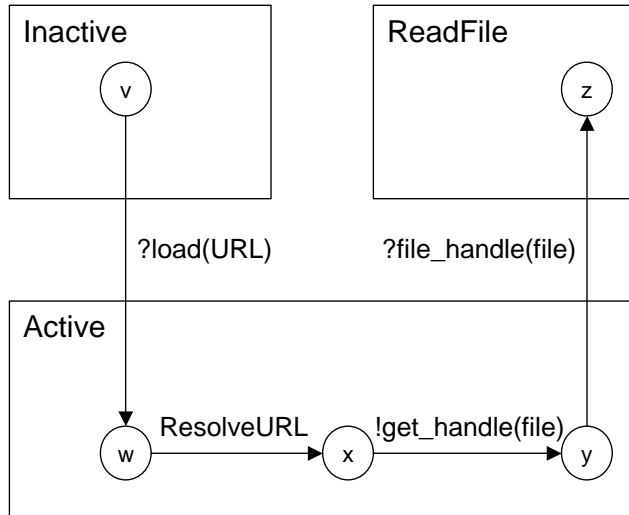 Inactive
ReadFile
v
z
?load(URL)
?file_handle(file)
Active
ResolveURL
!get_handle(file)
w
x
y